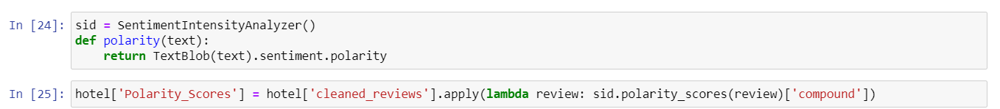 In [24]: sid = SentimentIntensityAnalyzer()
def polarity(text):
    return TextBlob(text).sentiment.polarity
In [25]: hotel['Polarity_Scores'] = hotel['cleaned_reviews'].apply(lambda review: sid.polarity_scores(review)['compound'])